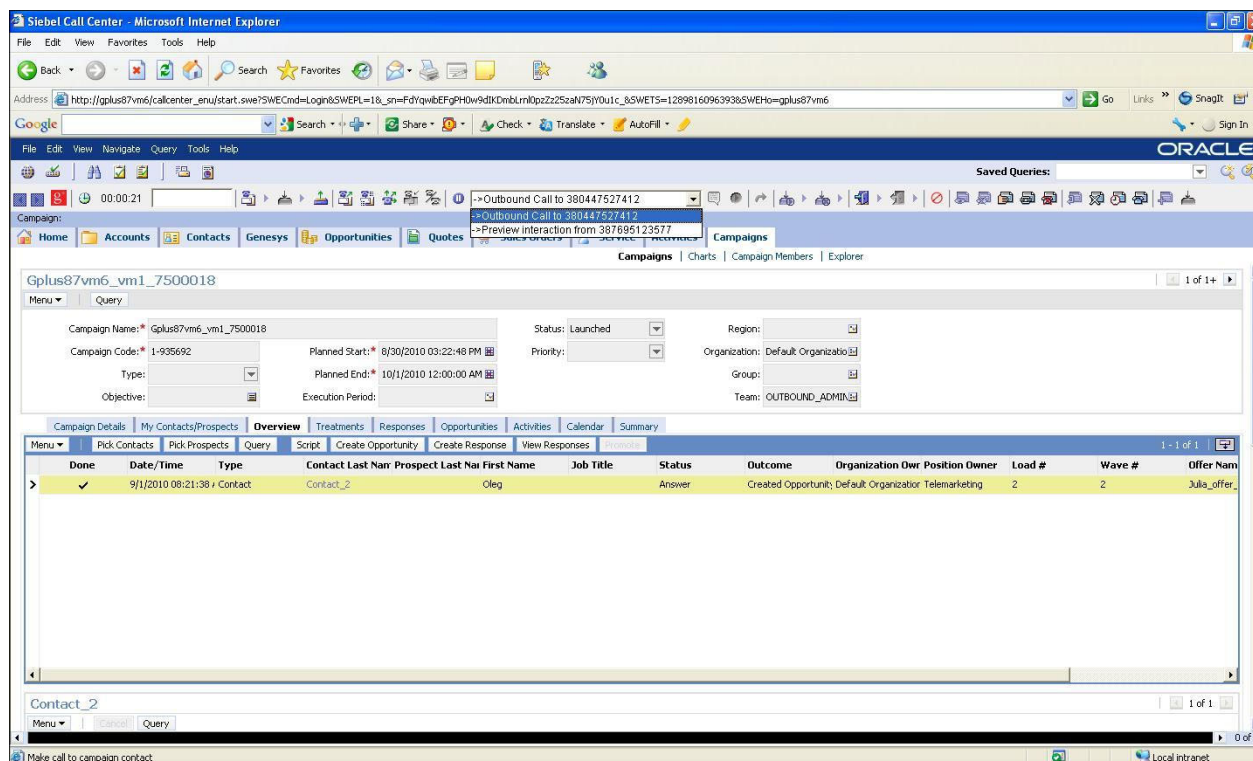 Siebel Call Center - Microsoft Internet Explorer
File Edit View Favorites Tools Help
Back Search Favorites
Address http://gplus87vm6/callcenter_enu/start.swe?SWECmd=Login&SWEPL=1&_sn=FdYqwibEFgPH0w9dIKDmbLrnl0pzZz25zaN75jY0u1c_&SWETS=1289816096393&SWEHo=gplus87vm6 Go Links SnagIt
Google Search Share Check Translate AutoFill Sign In
File Edit View Navigate Query Tools Help ORACLE
Saved Queries:
00:00:21 ->Outbound Call to 380447527412
->Outbound Call to 380447527412
->Preview interaction from 387695123577
Campaign:
Home Accounts Contacts Genesys Opportunities Quotes Sales Orders Service Activities Campaigns
Campaigns | Charts | Campaign Members | Explorer
Gplus87vm6_vm1_7500018 1 of 1+
Menu Query
Campaign Name:* Gplus87vm6_vm1_7500018 Status: Launched Region:
Campaign Code:* 1-935692 Planned Start:* 8/30/2010 03:22:48 PM Priority: Organization: Default Organizatio
Type: Planned End:* 10/1/2010 12:00:00 AM Group:
Objective: Execution Period: Team: OUTBOUND_ADMIN
Campaign Details My Contacts/Prospects Overview Treatments Responses Opportunities Activities Calendar Summary
Menu Pick Contacts Pick Prospects Query Script Create Opportunity Create Response View Responses Promote 1 - 1 of 1
Done Date/Time Type Contact Last Nam Prospect Last Nam First Name Job Title Status Outcome Organization Owr Position Owner Load # Wave # Offer Nam
9/1/2010 08:21:38 Contact Contact_2 Oleg Answer Created Opportunity Default Organization Telemarketing 2 2 Julia_offer_
Contact_2 1 of 1
Menu Cancel Query
0 of
Make call to campaign contact Local intranet